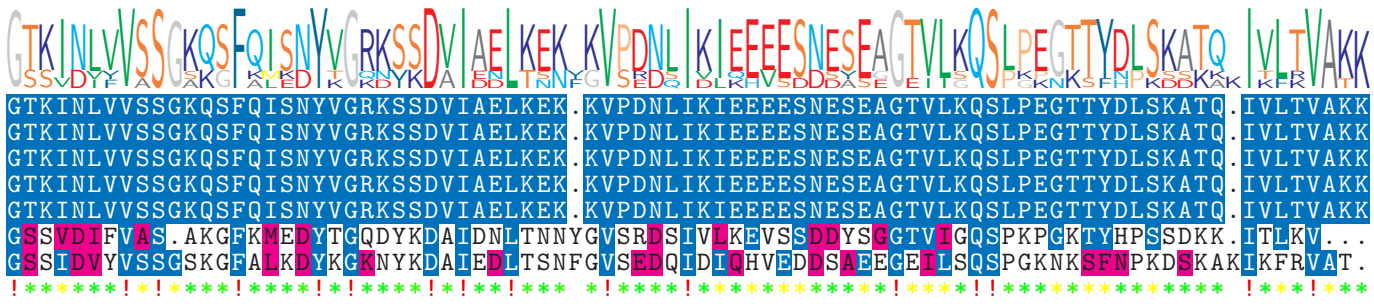 GTKINLVVSSGKQSFQISNYVGRKSSDVIAELKEK.KVPDNLIKIEEEESNESEAGTVLKQSLPEGTTYDLSKATQ.IVLTVAKK
GTKINLVVSSGKQSFQISNYVGRKSSDVIAELKEK.KVPDNLIKIEEEESNESEAGTVLKQSLPEGTTYDLSKATQ.IVLTVAKK
GTKINLVVSSGKQSFQISNYVGRKSSDVIAELKEK.KVPDNLIKIEEEESNESEAGTVLKQSLPEGTTYDLSKATQ.IVLTVAKK
GTKINLVVSSGKQSFQISNYVGRKSSDVIAELKEK.KVPDNLIKIEEEESNESEAGTVLKQSLPEGTTYDLSKATQ.IVLTVAKK
GTKINLVVSSGKQSFQISNYVGRKSSDVIAELKEK.KVPDNLIKIEEEESNESEAGTVLKQSLPEGTTYDLSKATQ.IVLTVAKK
GSSVDIFVAS.AKGFKMEDYTGQDYKDAIDNLTNNYGVSRDSIVLKEVSSDDYSGGTVIGQSPKPGKTYHPSSDKK.ITLKV...
GSSIDVYVSSGSKGFALKDYKGKNYKDAIEDLTSNFGVSEDQIDIQHVEDDSAEEGEILSQSPGKNKSFNPKDSKAKIKFRVAT.
!******!*!****!****!*!****!*!**!*** *!****!************!****!!************** !***!***